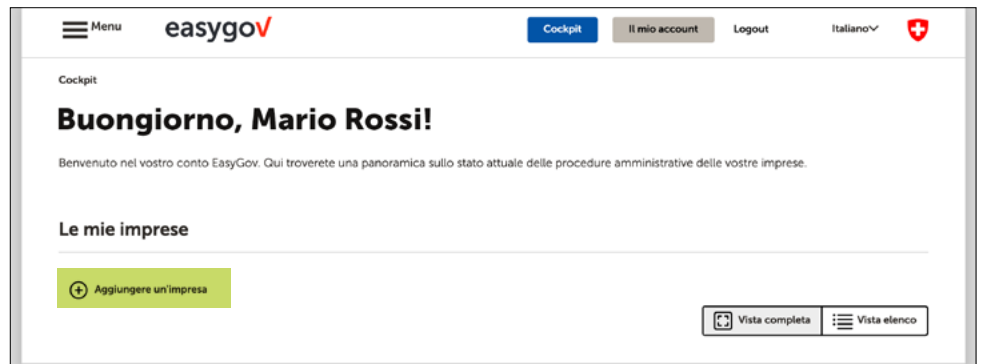 Menu easygov Cockpit Il mio account Logout Italiano
Cockpit
Buongiorno, Mario Rossi!
Benvenuto nel vostro conto EasyGov. Qui troverete una panoramica sullo stato attuale delle procedure amministrative delle vostre imprese.
Le mie imprese
Aggiungere un'impresa
Vista completa Vista elenco